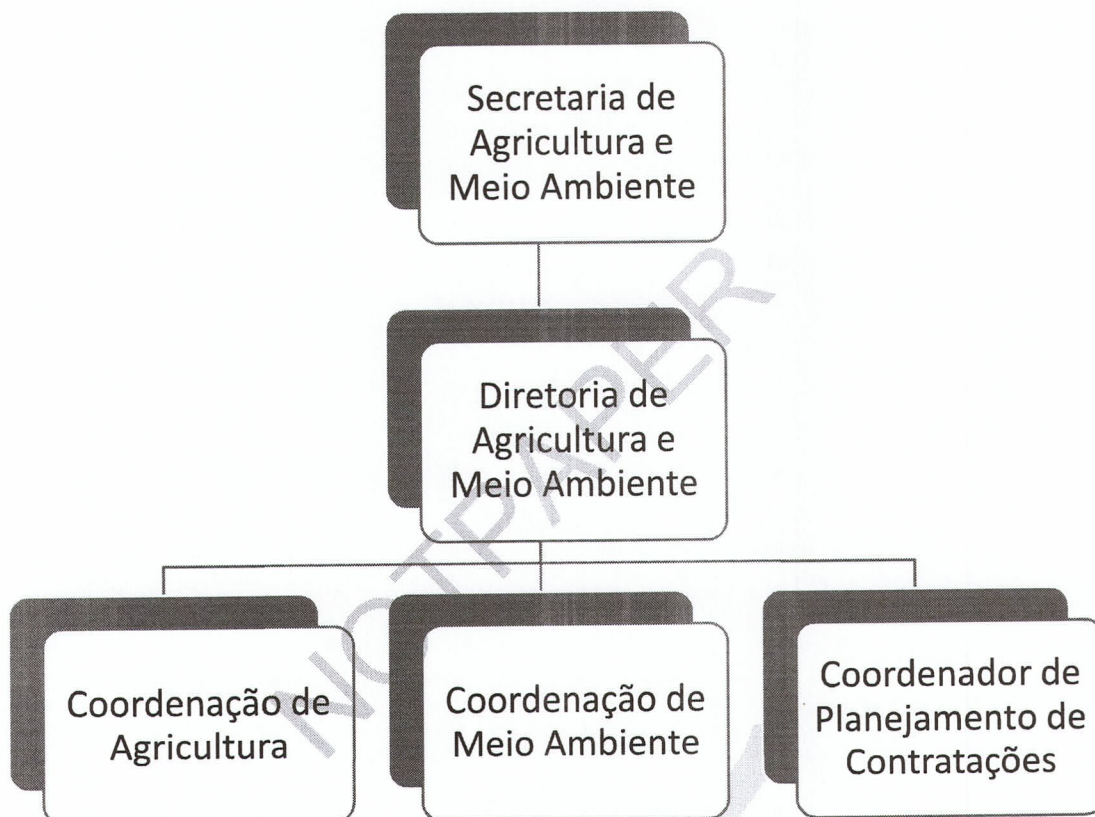 Secretaria de
Agricultura e
Meio Ambiente
Diretoria de
Agricultura e
Meio Ambiente
Coordenação de
Agricultura
Coordenação de
Meio Ambiente
Coordenador de
Planejamento de
Contratações
NOTPAPER